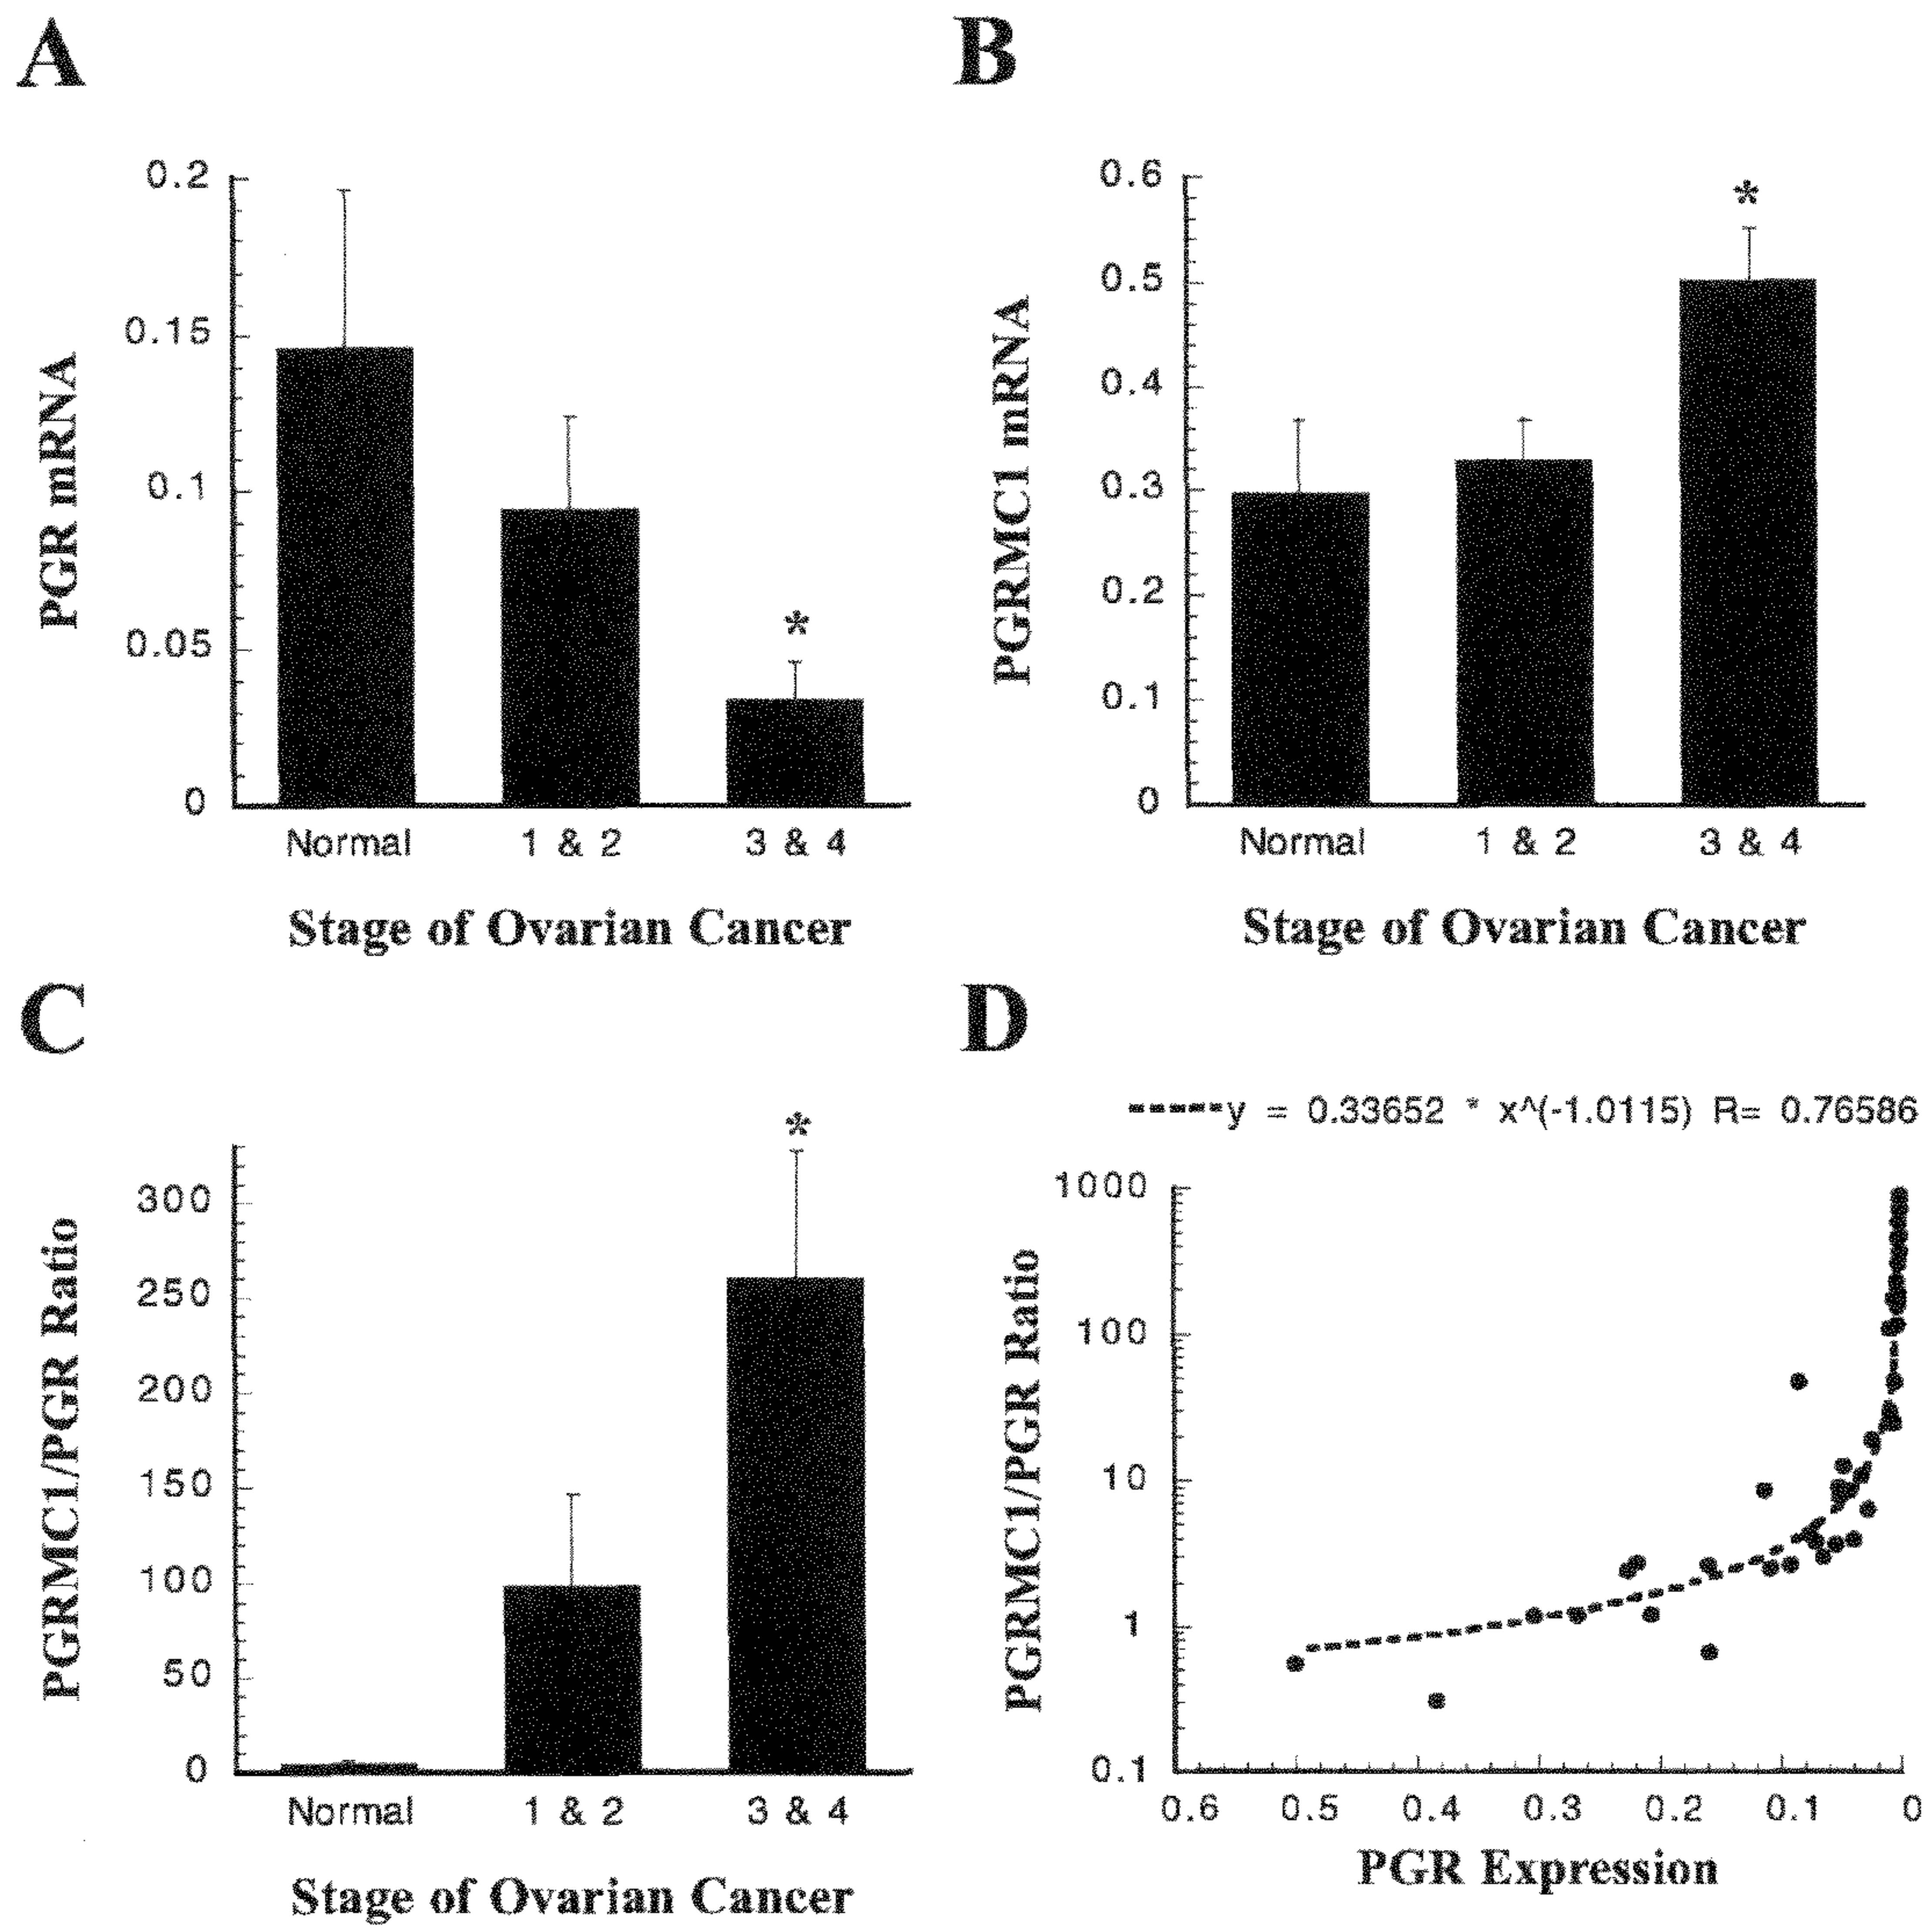 A
0.2
0.15
0.1
0.05
0
PGR mRNA
*
Normal 1 & 2 3 & 4
Stage of Ovarian Cancer
B
0.6
0.5
0.4
0.3
0.2
0.1
0
PGRMC1 mRNA
*
Normal 1 & 2 3 & 4
Stage of Ovarian Cancer
C
300
250
200
150
100
50
0
PGRMC1/PGR Ratio
*
Normal 1 & 2 3 & 4
Stage of Ovarian Cancer
D
y = 0.33652 * x^(-1.0115) R= 0.76586
1000
100
10
1
0.1
PGRMC1/PGR Ratio
0.6 0.5 0.4 0.3 0.2 0.1 0
PGR Expression